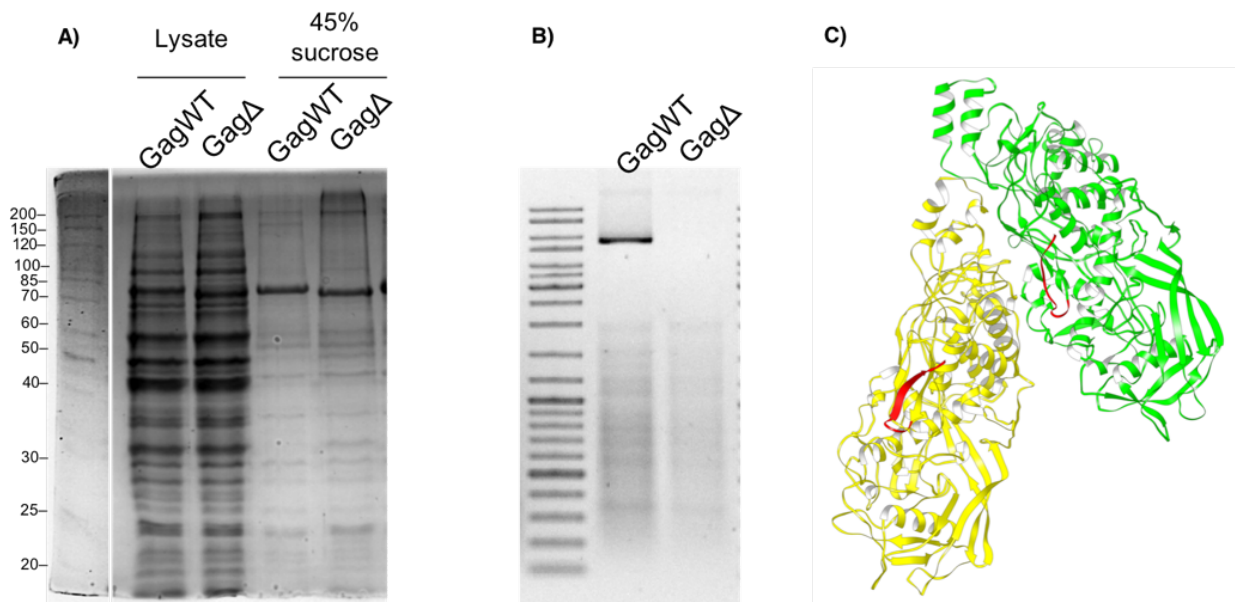 A)
Lysate
45%
sucrose
GagWT
GagΔ
GagWT
GagΔ
200
150
120
100
85
70
60
50
40
30
25
20
B)
GagWT
GagΔ
C)